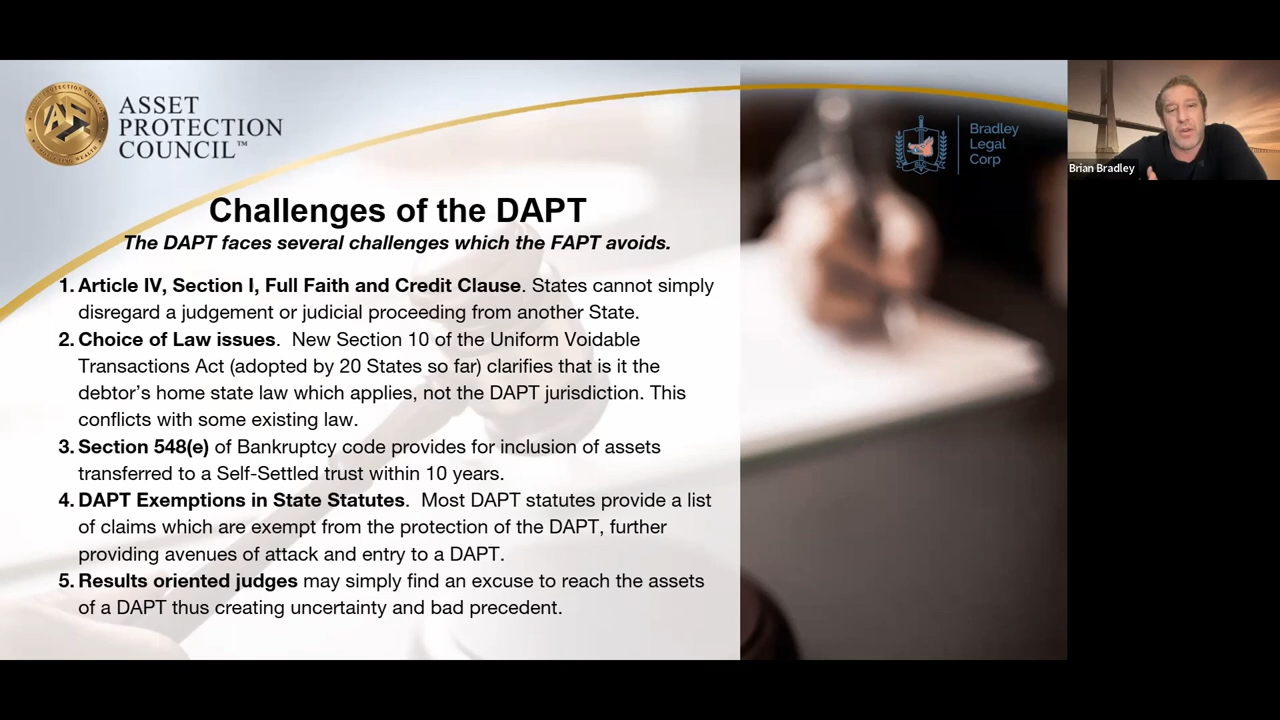 ASSET
PROTECTION
COUNCIL™
Bradley
Legal
Corp
Brian Bradley
Challenges of the DAPT
The DAPT faces several challenges which the FAPT avoids.
1. Article IV, Section I, Full Faith and Credit Clause. States cannot simply
disregard a judgement or judicial proceeding from another State.
2. Choice of Law issues. New Section 10 of the Uniform Voidable
Transactions Act (adopted by 20 States so far) clarifies that is it the
debtor’s home state law which applies, not the DAPT jurisdiction. This
conflicts with some existing law.
3. Section 548(e) of Bankruptcy code provides for inclusion of assets
transferred to a Self-Settled trust within 10 years.
4. DAPT Exemptions in State Statutes. Most DAPT statutes provide a list
of claims which are exempt from the protection of the DAPT, further
providing avenues of attack and entry to a DAPT.
5. Results oriented judges may simply find an excuse to reach the assets
of a DAPT thus creating uncertainty and bad precedent.